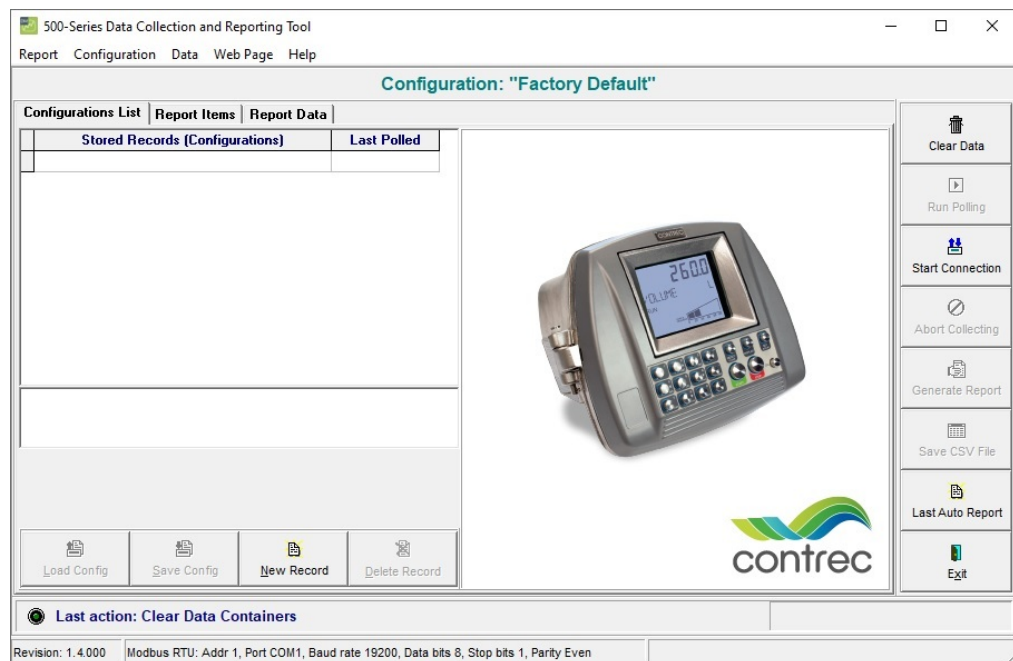 500-Series Data Collection and Reporting Tool
Report Configuration Data Web Page Help
Configuration: "Factory Default"
Configurations List Report Items Report Data
Stored Records (Configurations) Last Polled
Clear Data
Run Polling
Start Connection
Abort Collecting
Generate Report
Save CSV File
Last Auto Report
Exit
CONTREC
260.0
VOLUME L
contrec
Load Config Save Config New Record Delete Record
Last action: Clear Data Containers
Revision: 1.4.000 Modbus RTU: Addr 1, Port COM1, Baud rate 19200, Data bits 8, Stop bits 1, Parity Even